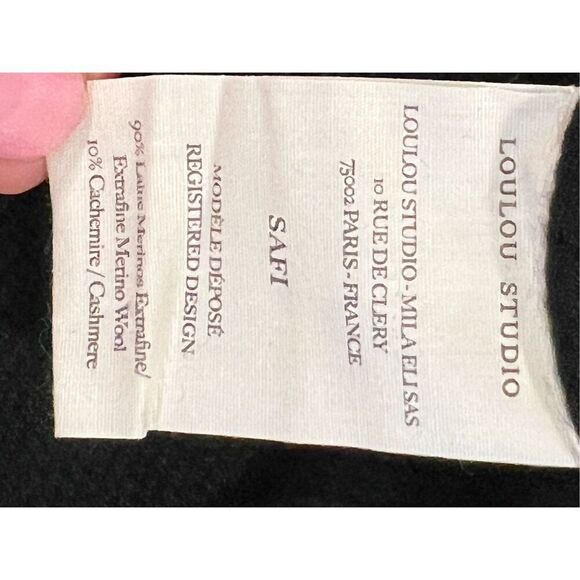 LOULOU STUDIO
LOULOU STUDIO - MILA ELI SAS
10 RUE DE CLERY
75002 PARIS - FRANCE
SAFI
MODÈLE DÉPOSÉ
REGISTERED DESIGN
90% Laine Merinos Extrafine/
Extrafine Merino Wool
10% Cachemire / Cashmere